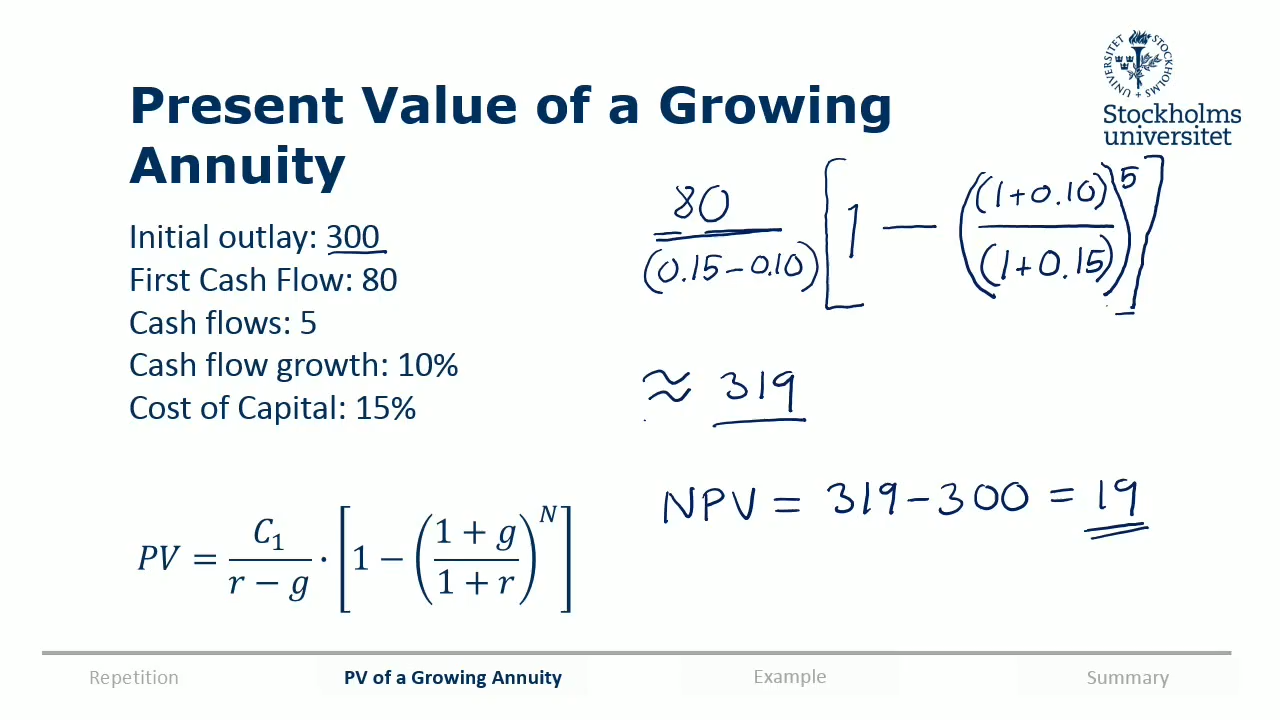 Present Value of a Growing
Annuity
UNIVERSITET STOCKHOLMS
Stockholms
universitet
Initial outlay: 300
First Cash Flow: 80
Cash flows: 5
Cash flow growth: 10%
Cost of Capital: 15%
80 / (0.15 – 0.10) [1 — ((1+0.10) / (1+0.15))^5]
≈ 319
NPV = 319 – 300 = 19
PV = C₁ / (r − g) · [1 − ((1 + g) / (1 + r))^N]
Repetition
PV of a Growing Annuity
Example
Summary